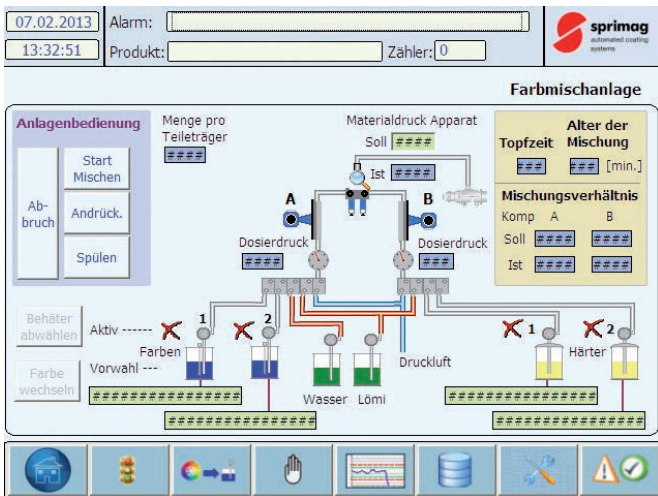 07.02.2013 Alarm:
13:32:51 Produkt: Zähler: 0
sprimag
automated coating
systems
Farbmischanlage
Anlagenbedienung
Ab-
bruch
Start
Mischen
Andrück.
Spülen
Menge pro
Teileträger
####
Materialdruck Apparat
Soll ####
Ist ####
A
B
Dosierdruck
####
Dosierdruck
###
Topfzeit
Alter der
Mischung
### ### [min.]
Mischungsverhältnis
Komp A B
Soll #### ####
Ist #### ####
Behäter
abwählen
Aktiv ------
1 2
Farben
Vorwahl ---
Farbe
wechseln
Wasser Lömi
Druckluft
1 2
Härter
###############
###############
###############
###############